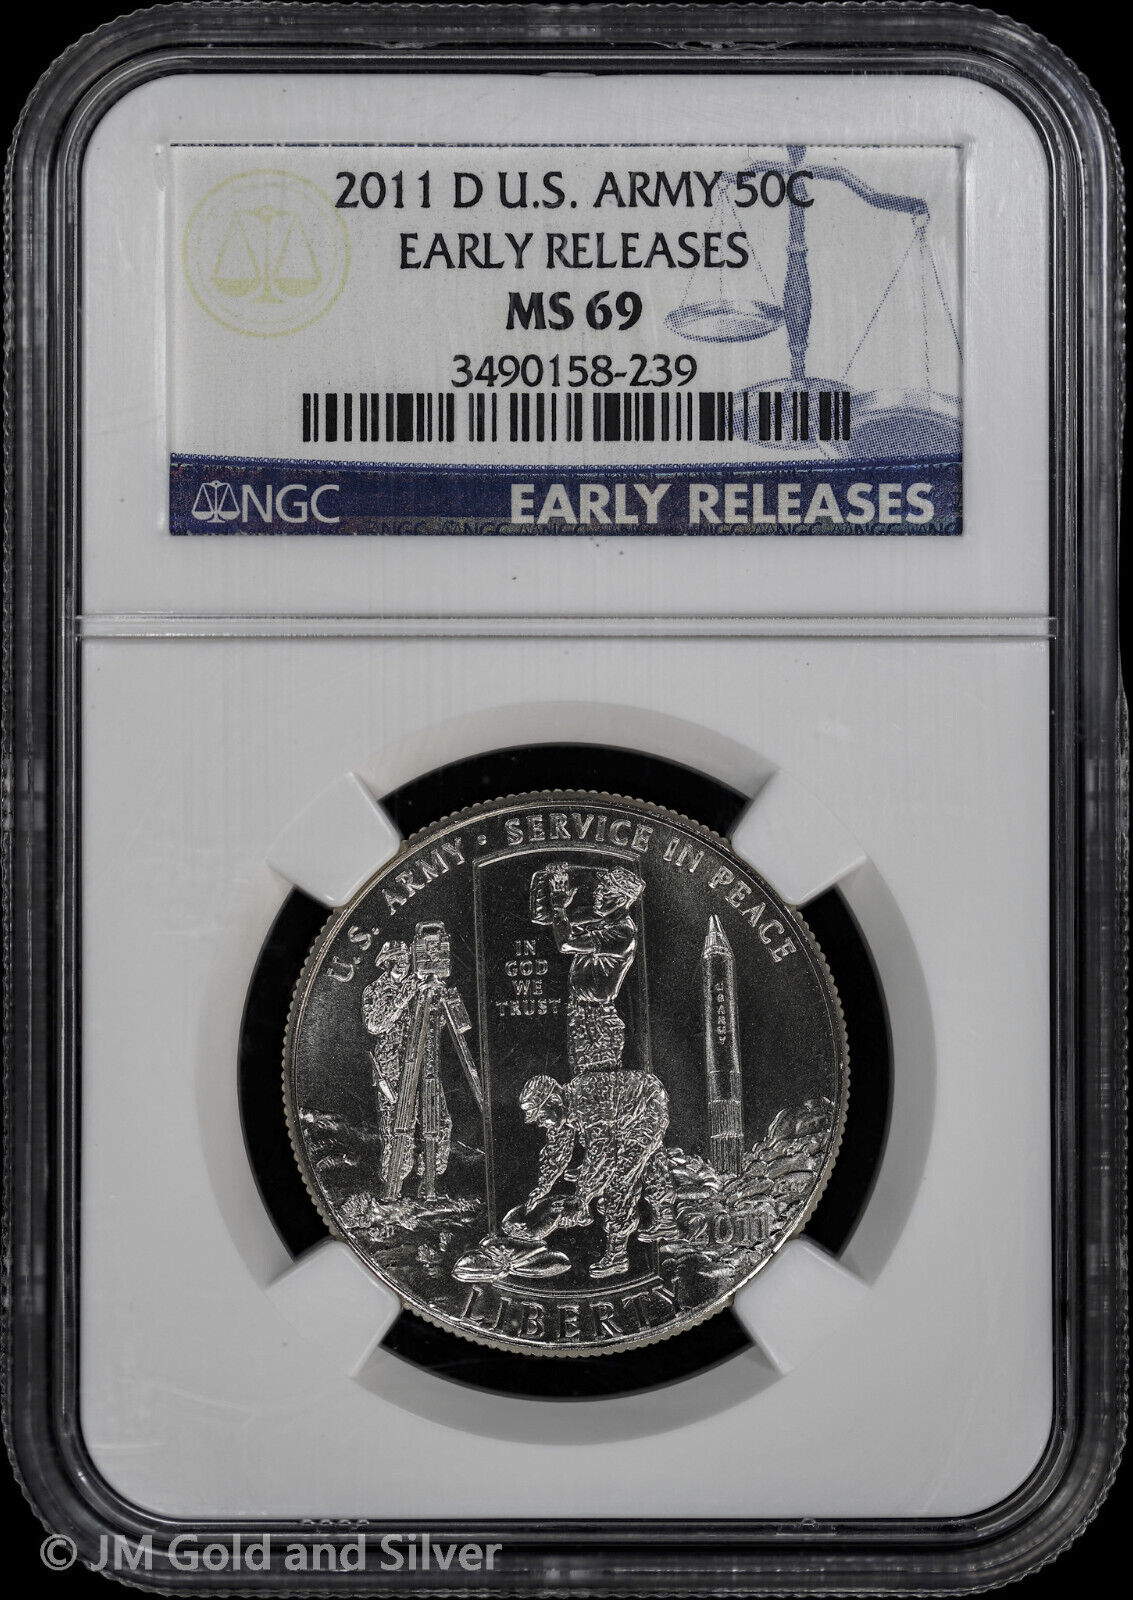 2011 D U.S. ARMY 50C
EARLY RELEASES
MS 69
3490158-239
NGC
EARLY RELEASES
U.S. ARMY · SERVICE IN PEACE
IN
GOD
WE
TRUST
U.S. ARMY
2011
LIBERTY
© JM Gold and Silver